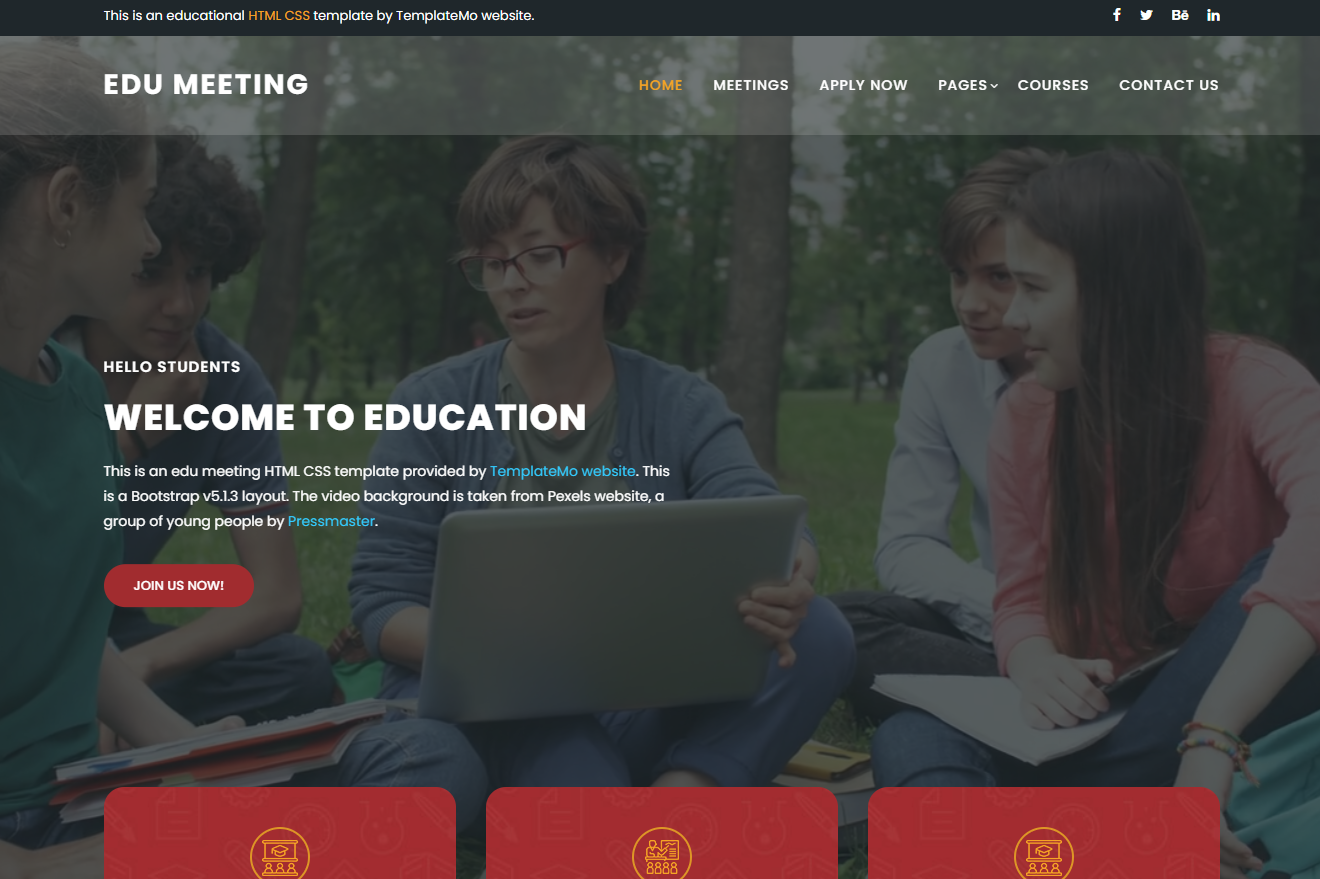 This is an educational HTML CSS template by TemplateMo website.
EDU MEETING
HOME MEETINGS APPLY NOW PAGES COURSES CONTACT US
HELLO STUDENTS
WELCOME TO EDUCATION
This is an edu meeting HTML CSS template provided by TemplateMo website. This
is a Bootstrap v5.1.3 layout. The video background is taken from Pexels website, a
group of young people by Pressmaster.
JOIN US NOW!